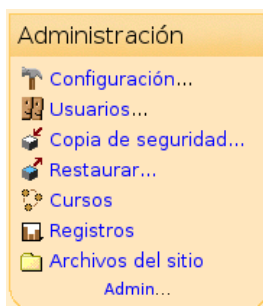 Administración
Configuración...
Usuarios...
Copia de seguridad...
Restaurar...
Cursos
Registros
Archivos del sitio
Admin...